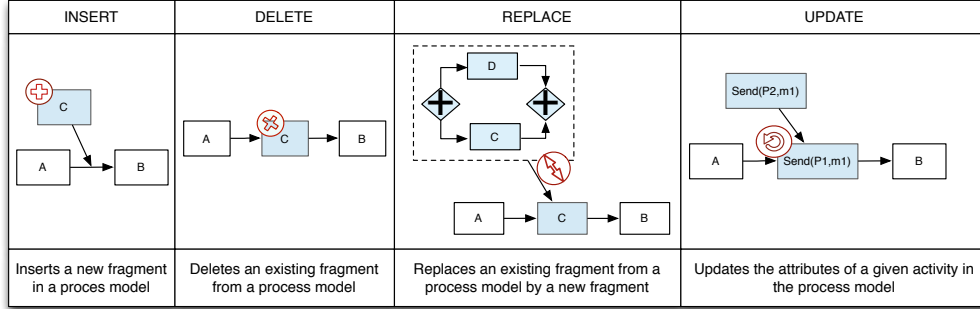 INSERT
DELETE
REPLACE
UPDATE
C
A
B
A
C
B
D
C
A
C
B
Send(P2,m1)
A
Send(P1,m1)
B
Inserts a new fragment
in a proces model
Deletes an existing fragment
from a process model
Replaces an existing fragment from a
process model by a new fragment
Updates the attributes of a given activity in
the process model